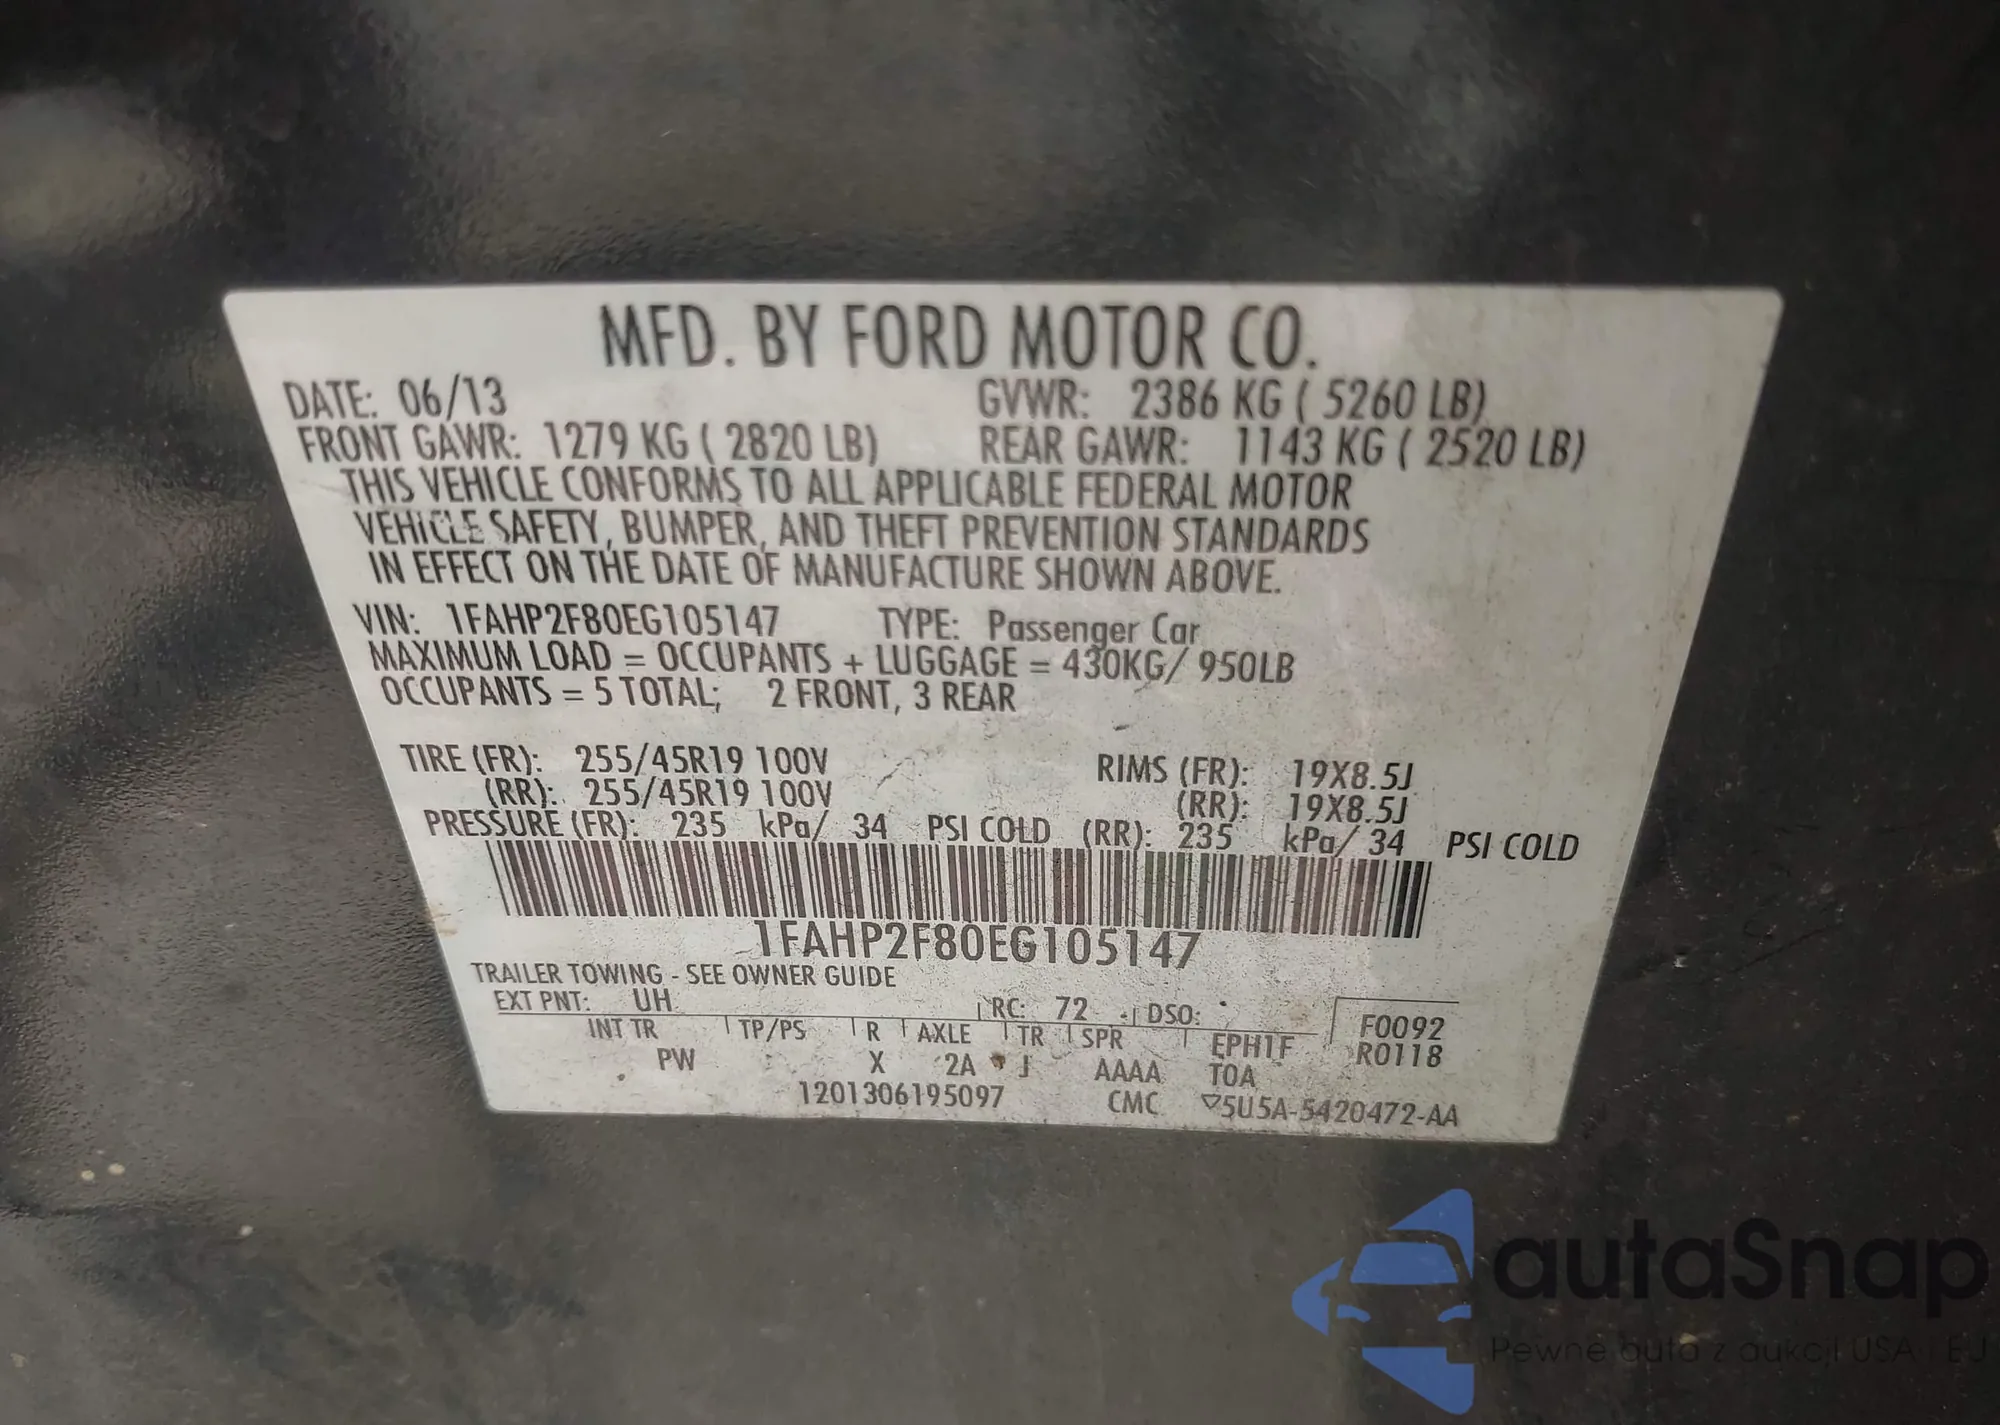 MFD. BY FORD MOTOR CO.
DATE: 06/13 GVWR: 2386 KG ( 5260 LB)
FRONT GAWR: 1279 KG ( 2820 LB) REAR GAWR: 1143 KG ( 2520 LB)
THIS VEHICLE CONFORMS TO ALL APPLICABLE FEDERAL MOTOR
VEHICLE SAFETY, BUMPER, AND THEFT PREVENTION STANDARDS
IN EFFECT ON THE DATE OF MANUFACTURE SHOWN ABOVE.
VIN: 1FAHP2F80EG105147 TYPE: Passenger Car
MAXIMUM LOAD = OCCUPANTS + LUGGAGE = 430KG/ 950LB
OCCUPANTS = 5 TOTAL; 2 FRONT, 3 REAR
TIRE (FR): 255/45R19 100V RIMS (FR): 19X8.5J
(RR): 255/45R19 100V (RR): 19X8.5J
PRESSURE (FR): 235 kPa/ 34 PSI COLD (RR): 235 kPa/ 34 PSI COLD
1FAHP2F80EG105147
TRAILER TOWING - SEE OWNER GUIDE
EXT PNT: UH RC: 72 DSO:
INT TR TP/PS R AXLE TR SPR EPH1F F0092
PW X 2A J AAAA TOA R0118
1201306195097 CMC ▽5U5A-5420472-AA
autaSnap
Pewne auta z aukcji USA i EU